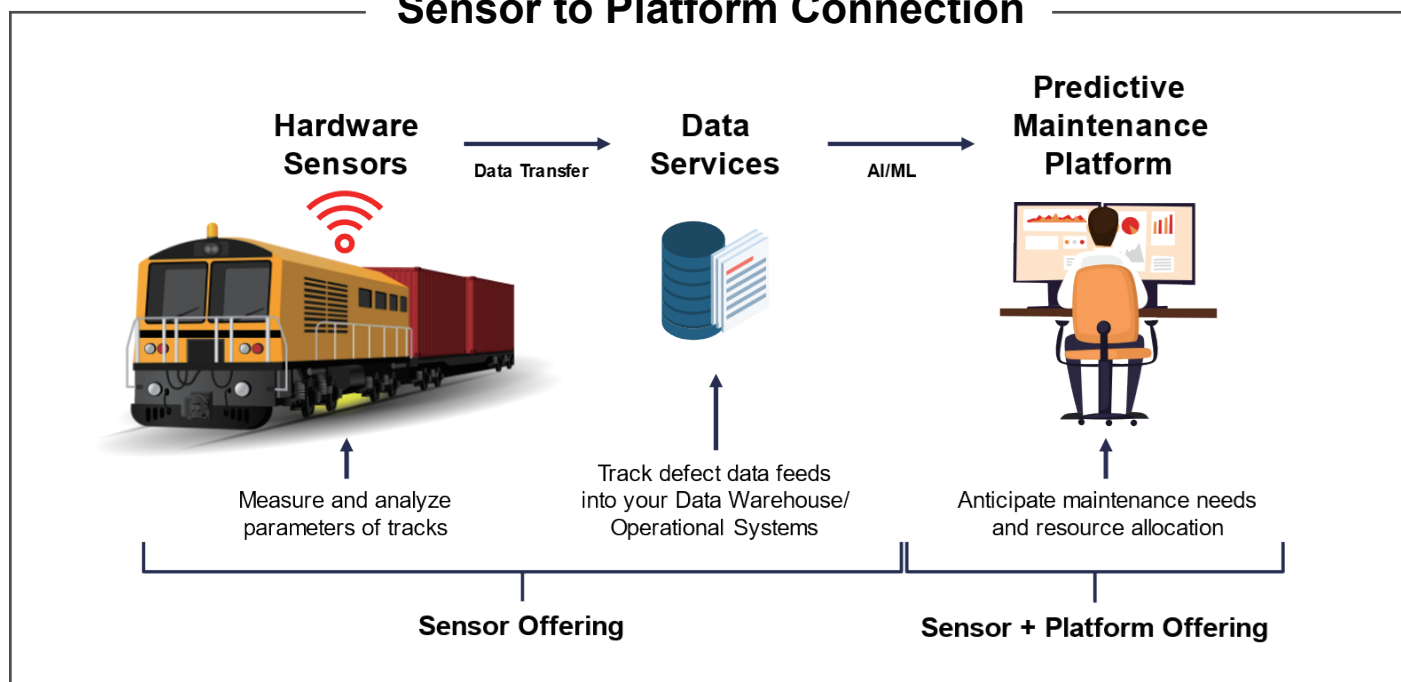 Sensor to Platform Connection
Hardware
Sensors
Data Transfer
Data
Services
AI/ML
Predictive
Maintenance
Platform
Measure and analyze
parameters of tracks
Track defect data feeds
into your Data Warehouse/
Operational Systems
Anticipate maintenance needs
and resource allocation
Sensor Offering
Sensor + Platform Offering